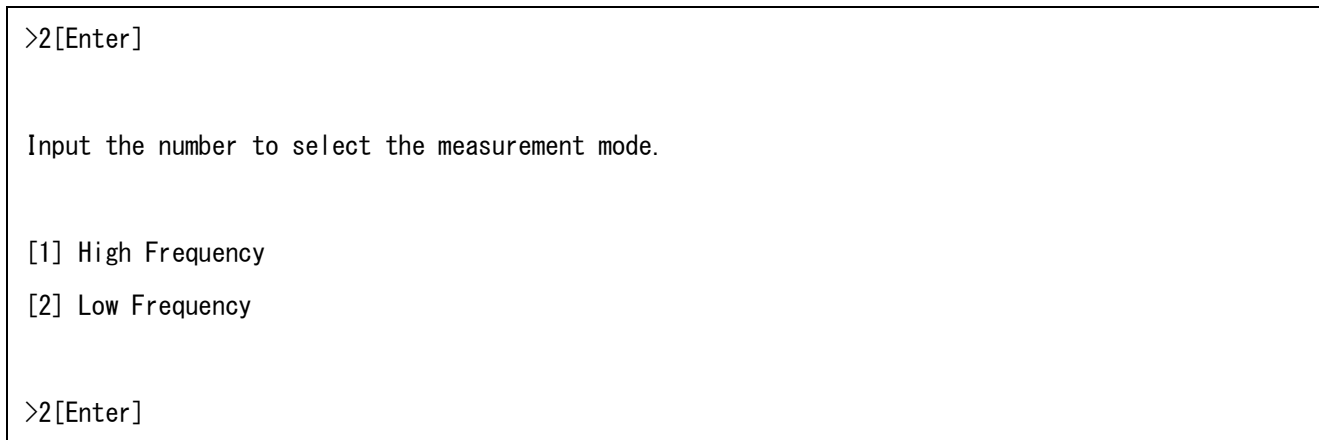 >2[Enter]
Input the number to select the measurement mode.
[1] High Frequency
[2] Low Frequency
>2[Enter]